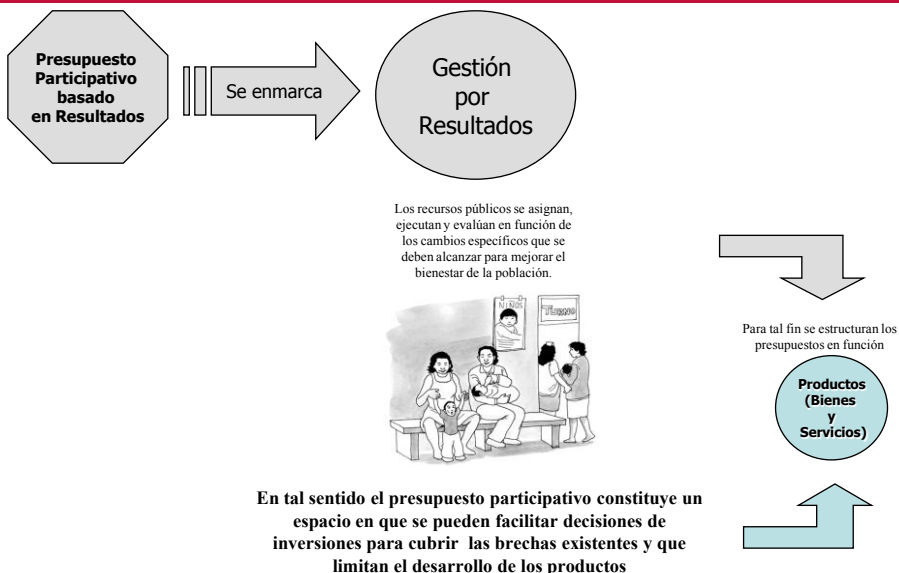 Presupuesto
Participativo
basado
en Resultados
Se enmarca
Gestión
por
Resultados
Los recursos públicos se asignan,
ejecutan y evalúan en función de
los cambios específicos que se
deben alcanzar para mejorar el
bienestar de la población.
NIÑOS
TURNO
Para tal fin se estructuran los
presupuestos en función
Productos
(Bienes
y
Servicios)
En tal sentido el presupuesto participativo constituye un
espacio en que se pueden facilitar decisiones de
inversiones para cubrir las brechas existentes y que
limitan el desarrollo de los productos